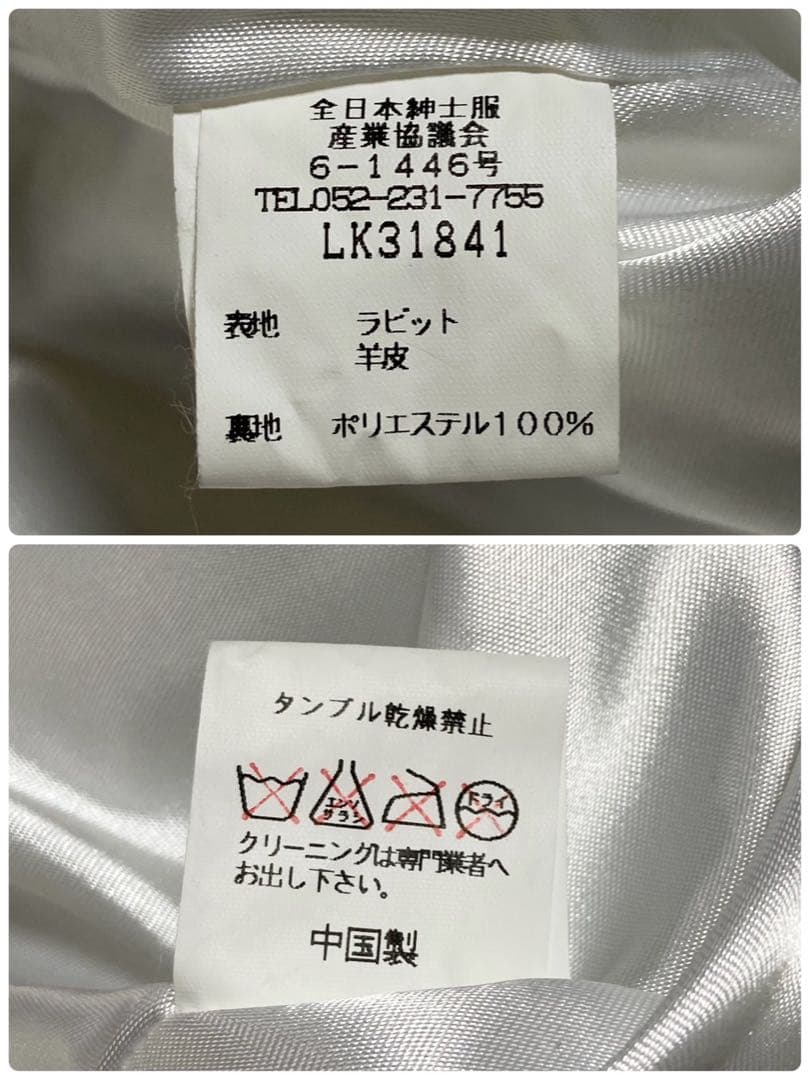 全日本紳士服
産業協議会
6-1446号
TEL052-231-7755
LK31841
表地 ラビット
羊皮
裏地 ポリエステル100%
タンブル乾燥禁止
エンソ
サラシ
ドライ
クリーニングは専門業者へ
お出し下さい。
中国製